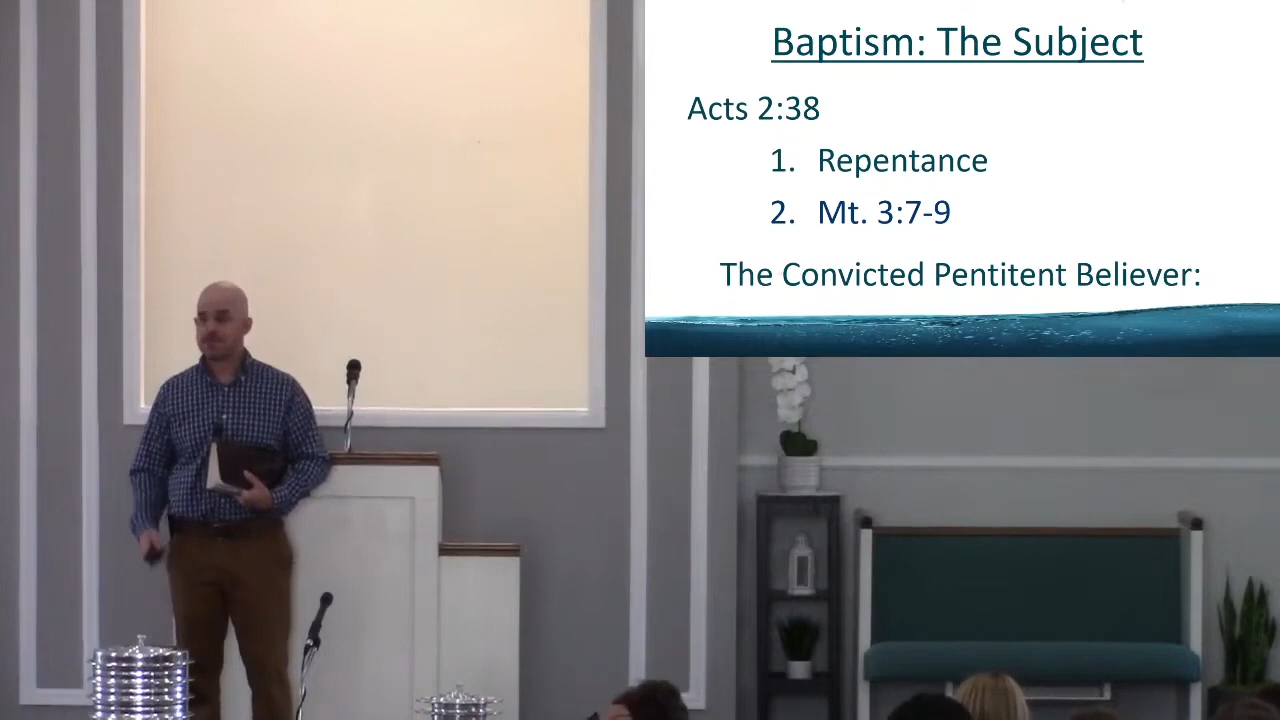 Baptism: The Subject
Acts 2:38
1. Repentance
2. Mt. 3:7-9
The Convicted Pentitent Believer: